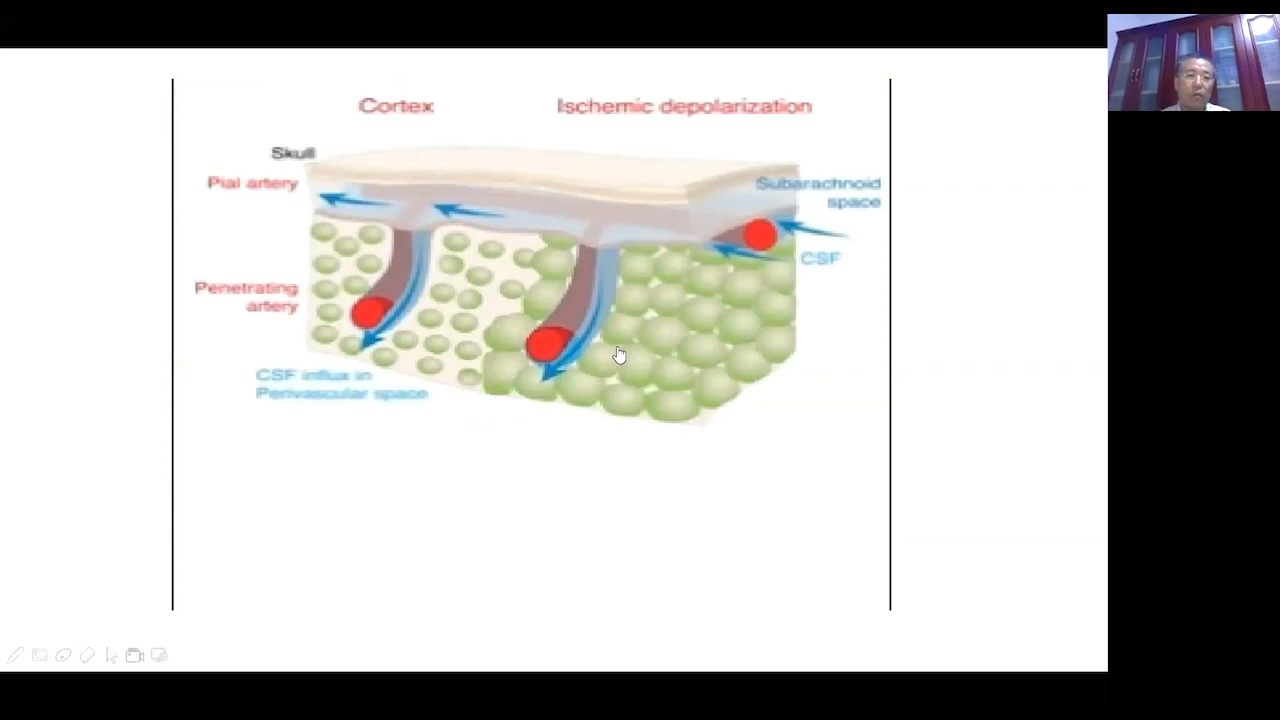 Cortex
Ischemic depolarization
Skull
Pial artery
Subarachnoid
space
CSF
Penetrating
artery
CSF influx in
Perivascular space